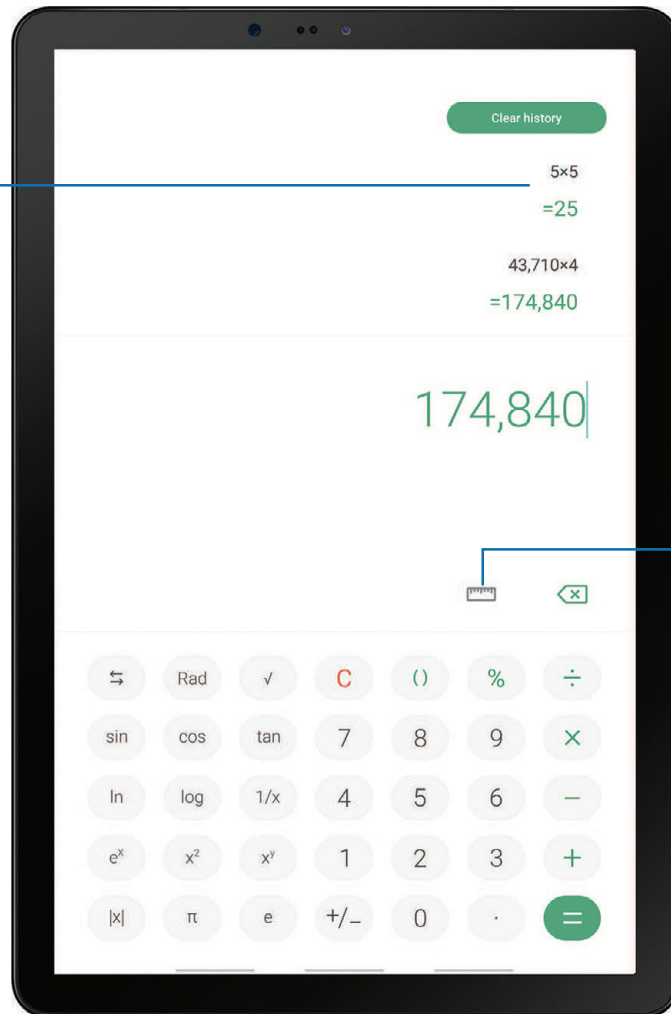 Clear history
5×5
=25
43,710×4
=174,840
174,840
⇆ Rad √ C () % ÷
sin cos tan 7 8 9 ×
ln log 1/x 4 5 6 −
eˣ x² xʸ 1 2 3 +
|x| π e +/− 0 . =